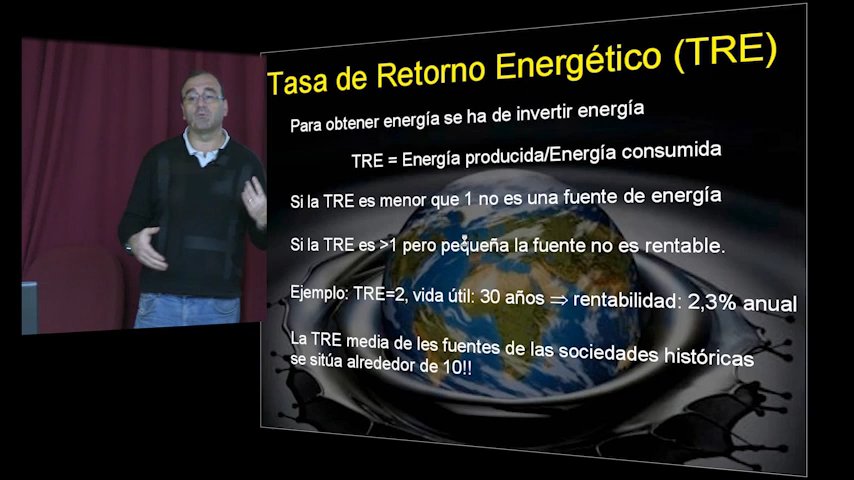 Tasa de Retorno Energético (TRE)
Para obtener energía se ha de invertir energía
TRE = Energía producida/Energía consumida
Si la TRE es menor que 1 no es una fuente de energía
Si la TRE es >1 pero pequeña la fuente no es rentable.
Ejemplo: TRE=2, vida útil: 30 años ⇒ rentabilidad: 2,3% anual
La TRE media de les fuentes de las sociedades históricas
se sitúa alrededor de 10!!